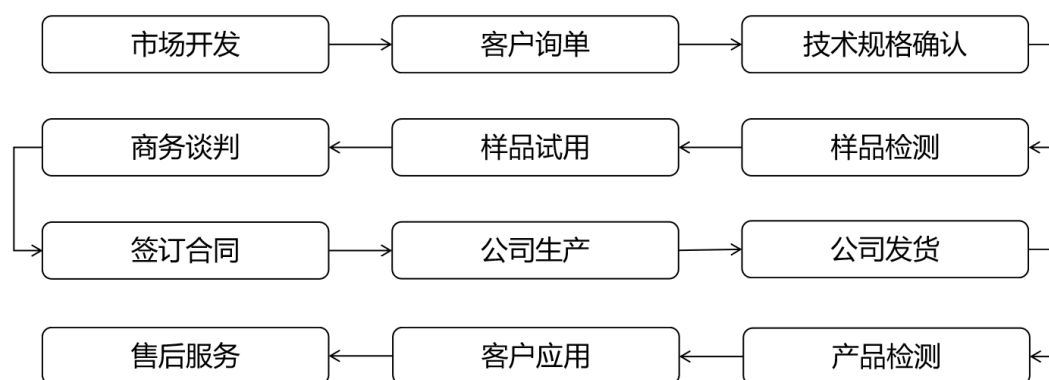 市场开发 客户询单 技术规格确认
商务谈判 样品试用 样品检测
签订合同 公司生产 公司发货
售后服务 客户应用 产品检测